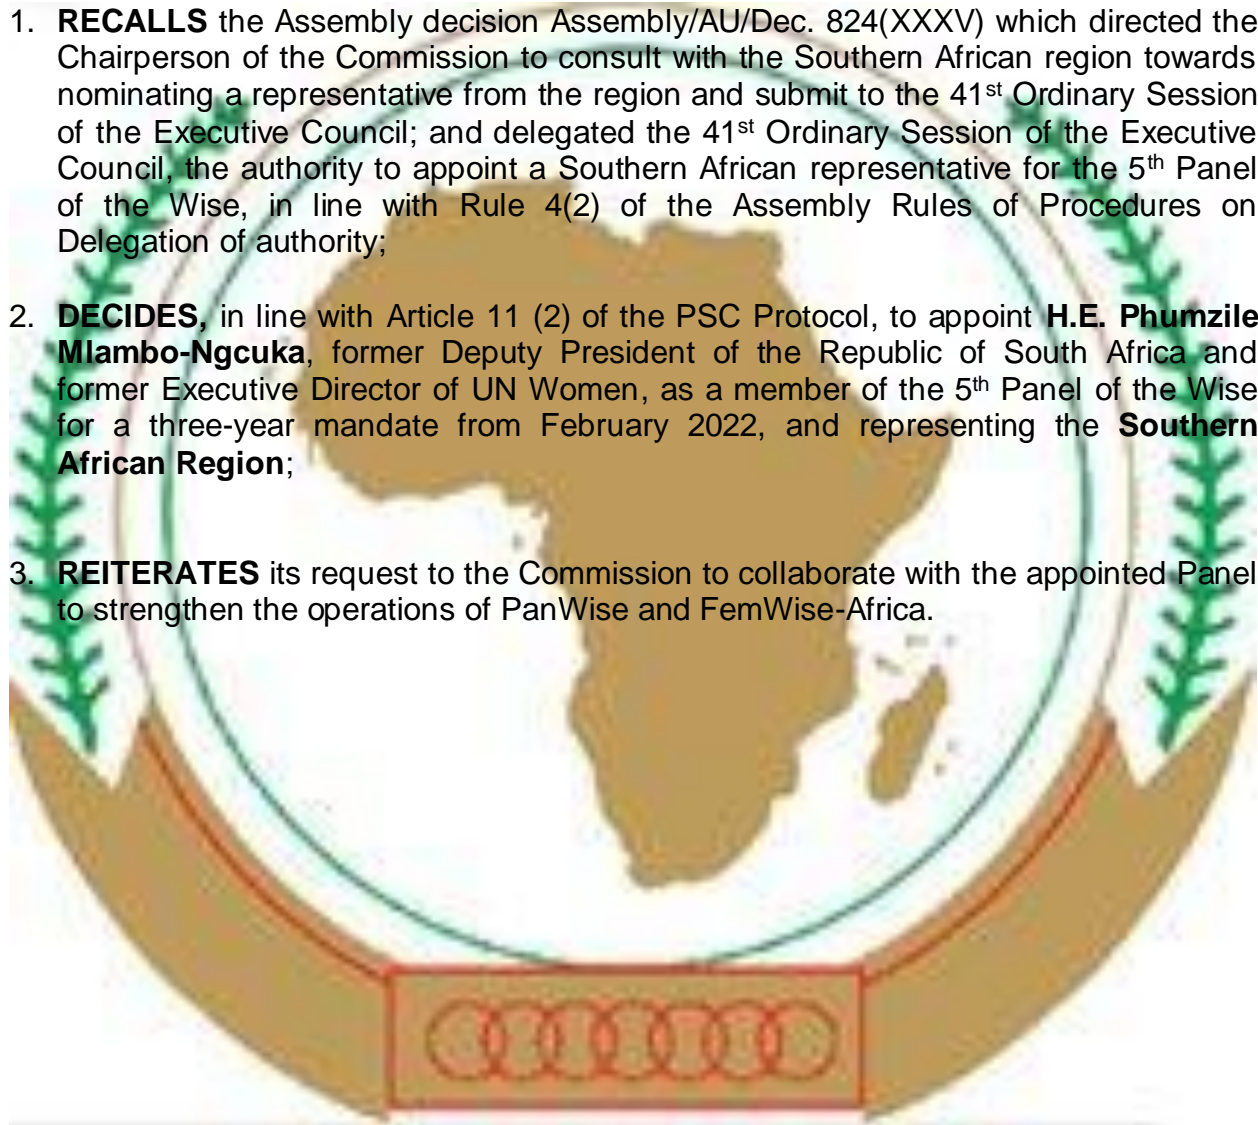 1. RECALLS the Assembly decision Assembly/AU/Dec. 824(XXXV) which directed the
Chairperson of the Commission to consult with the Southern African region towards
nominating a representative from the region and submit to the 41st Ordinary Session
of the Executive Council; and delegated the 41st Ordinary Session of the Executive
Council, the authority to appoint a Southern African representative for the 5th Panel
of the Wise, in line with Rule 4(2) of the Assembly Rules of Procedures on
Delegation of authority;
2. DECIDES, in line with Article 11 (2) of the PSC Protocol, to appoint H.E. Phumzile
Mlambo-Ngcuka, former Deputy President of the Republic of South Africa and
former Executive Director of UN Women, as a member of the 5th Panel of the Wise
for a three-year mandate from February 2022, and representing the Southern
African Region;
3. REITERATES its request to the Commission to collaborate with the appointed Panel
to strengthen the operations of PanWise and FemWise-Africa.